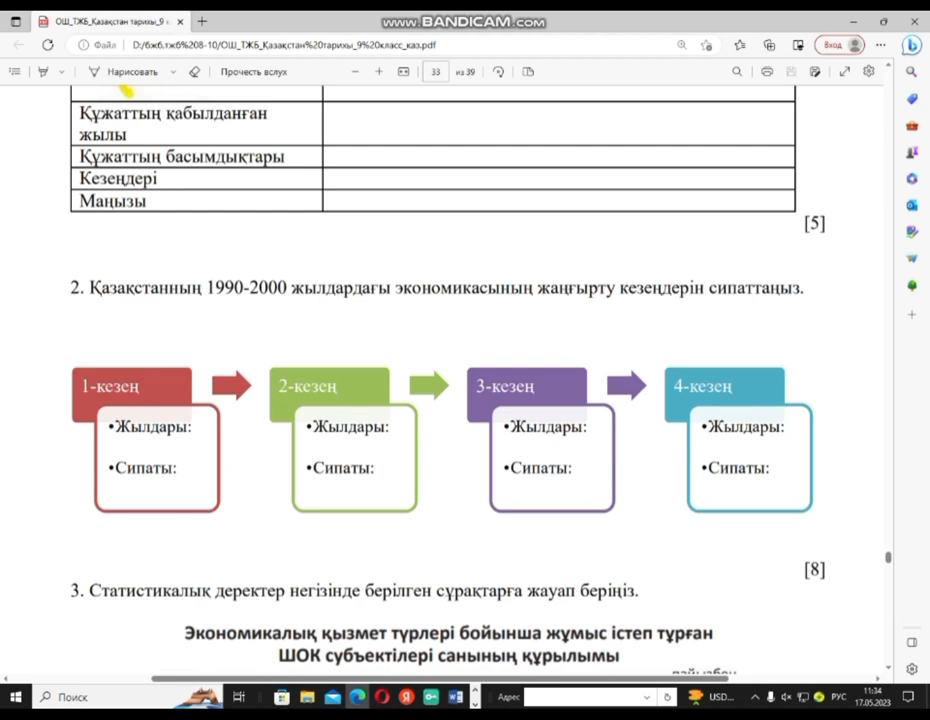 www.BANDICAM.com
ОШ_ТЖБ_Казақстан тарихы_9
Файл D:/бжб.тжб%208-10/ОШ_ТЖБ_Қазақстан%20тарихы_9%20класс_каз.pdf
Вход
Нарисовать Прочесть вслух 33 из 39
Құжаттың қабылданған
жылы
Құжаттың басымдықтары
Кезеңдері
Маңызы
[5]
2. Қазақстанның 1990-2000 жылдардағы экономикасының жаңғырту кезеңдерін сипаттаңыз.
1-кезең 2-кезең 3-кезең 4-кезең
•Жылдары: •Жылдары: •Жылдары: •Жылдары:
•Сипаты: •Сипаты: •Сипаты: •Сипаты:
[8]
3. Статистикалық деректер негізінде берілген сұрақтарға жауап беріңіз.
Экономикалық қызмет түрлері бойынша жұмыс істеп тұрған
ШОК субъектілері санының құрылымы
Поиск Адрес USD... РУС 11:34
17.05.2023